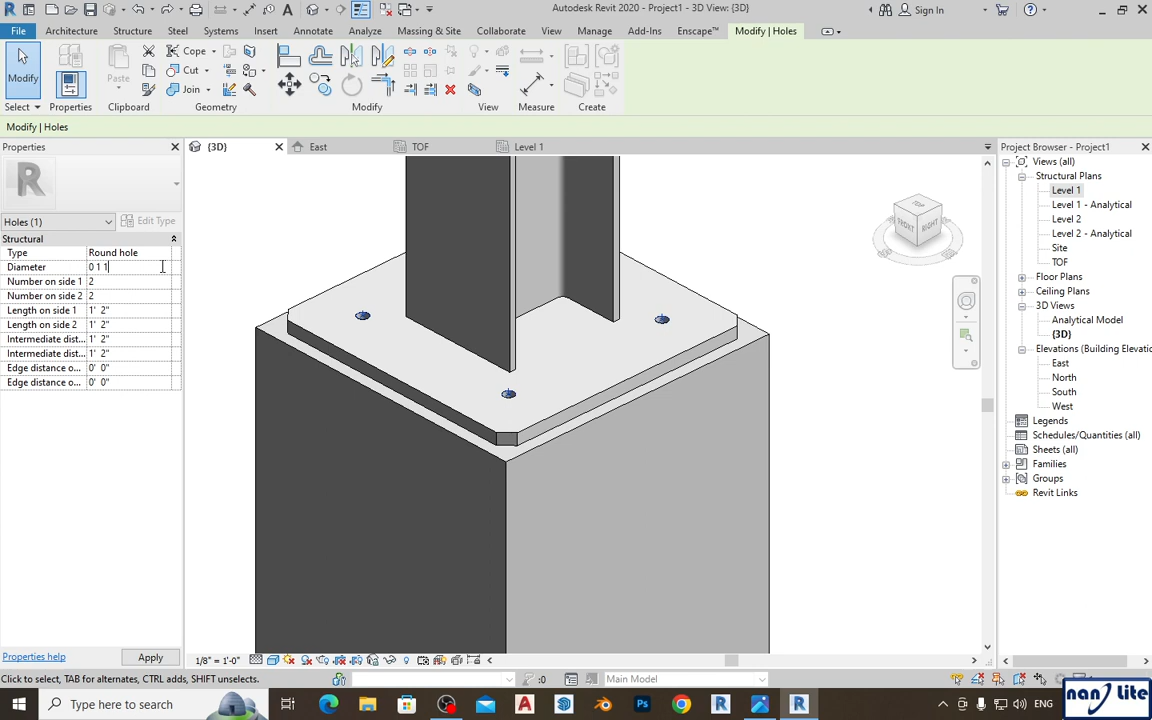 Autodesk Revit 2020 - Project1 - 3D View: {3D}
Sign In
File Architecture Structure Steel Systems Insert Annotate Analyze Massing & Site Collaborate View Manage Add-Ins Enscape™ Modify | Holes
Modify
Paste
Cope
Cut
Join
Select Properties Clipboard Geometry Modify View Measure Create
Modify | Holes
Properties
{3D} East TOF Level 1
Holes (1) Edit Type
Structural
Type Round hole
Diameter 0 1 1
Number on side 1 2
Number on side 2 2
Length on side 1 1' 2"
Length on side 2 1' 2"
Intermediate dist... 1' 2"
Intermediate dist... 1' 2"
Edge distance o... 0' 0"
Edge distance o... 0' 0"
Properties help Apply
TOP
FRONT RIGHT
Project Browser - Project1
Views (all)
Structural Plans
Level 1
Level 1 - Analytical
Level 2
Level 2 - Analytical
Site
TOF
Floor Plans
Ceiling Plans
3D Views
Analytical Model
{3D}
Elevations (Building Elevatio
East
North
South
West
Legends
Schedules/Quantities (all)
Sheets (all)
Families
Groups
Revit Links
1/8" = 1'-0"
Click to select, TAB for alternates, CTRL adds, SHIFT unselects.
:0 Main Model
Type here to search
ENG
nanolite